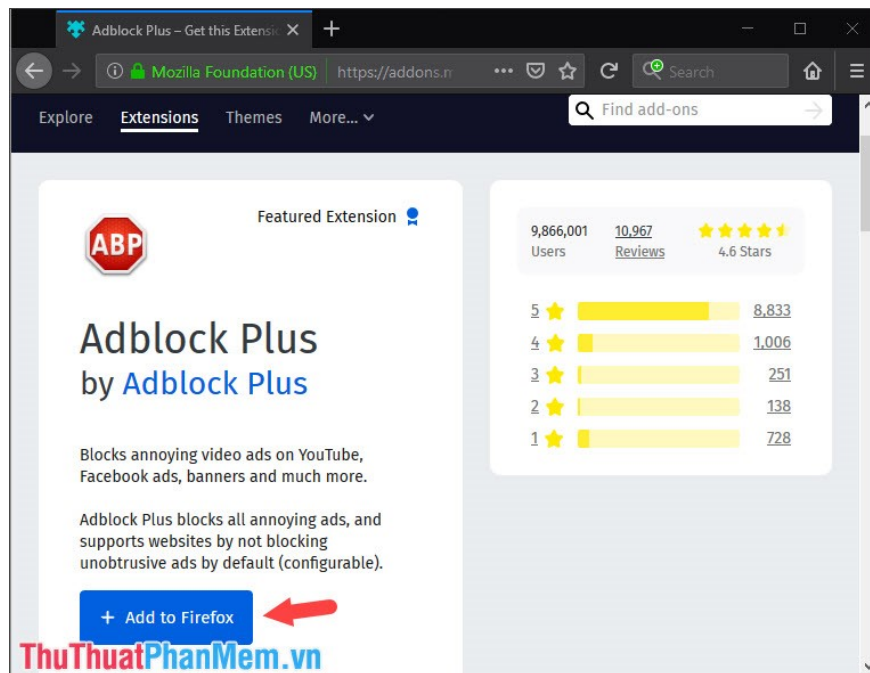 Adblock Plus – Get this Extensio
Mozilla Foundation (US) https://addons.m
Search
Explore Extensions Themes More...
Find add-ons
Featured Extension
ABP
Adblock Plus
by Adblock Plus
Blocks annoying video ads on YouTube,
Facebook ads, banners and much more.
Adblock Plus blocks all annoying ads, and
supports websites by not blocking
unobtrusive ads by default (configurable).
+ Add to Firefox
ThuThuatPhanMem.vn
9,866,001 10,967
Users Reviews 4.6 Stars
5 8,833
4 1,006
3 251
2 138
1 728